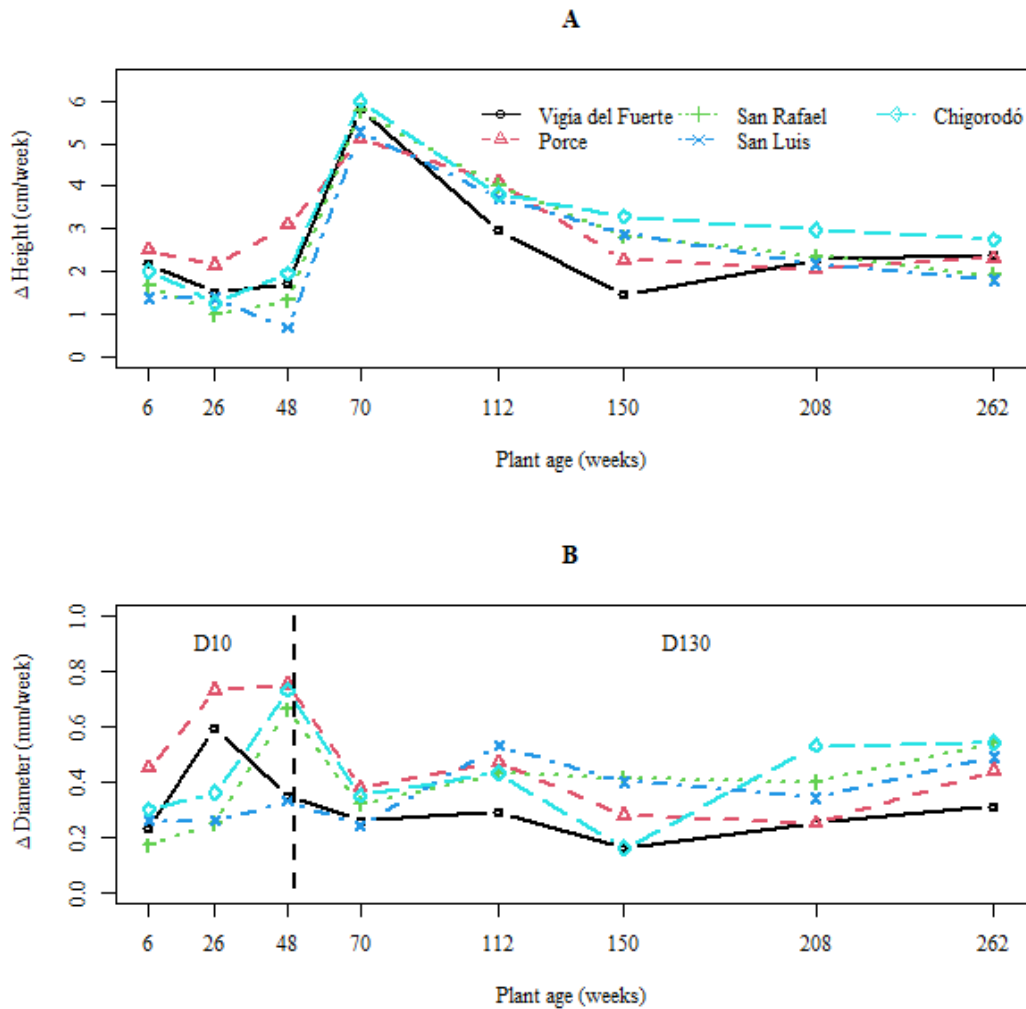 A
Δ Height (cm/week)
0 1 2 3 4 5 6
Vigía del Fuerte San Rafael Chigorodó
Porce San Luis
6 26 48 70 112 150 208 262
Plant age (weeks)
B
Δ Diameter (mm/week)
0.0 0.2 0.4 0.6 0.8 1.0
D10 D130
6 26 48 70 112 150 208 262
Plant age (weeks)